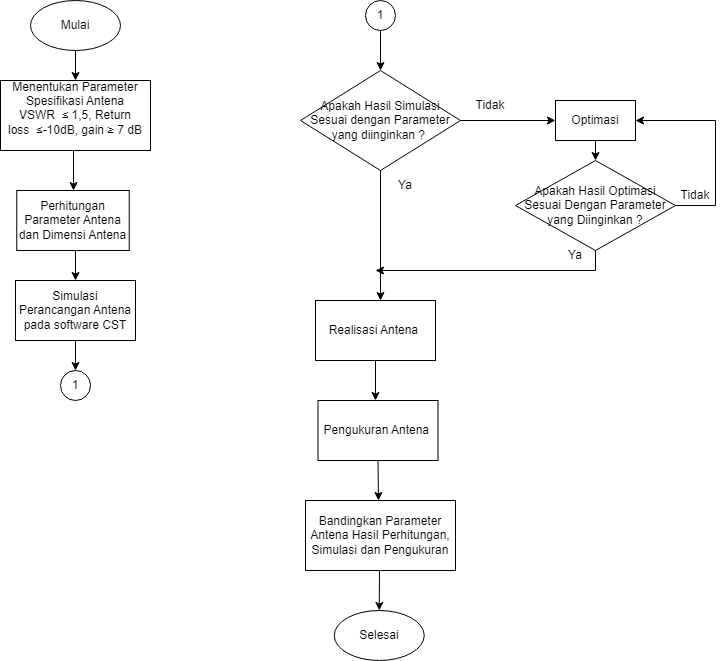 Mulai
Menentukan Parameter
Spesifikasi Antena
VSWR ≤ 1,5, Return
loss ≤-10dB, gain ≥ 7 dB
Perhitungan
Parameter Antena
dan Dimensi Antena
Simulasi
Perancangan Antena
pada software CST
1
1
Apakah Hasil Simulasi
Sesuai dengan Parameter
yang diinginkan ?
Tidak
Ya
Optimasi
Apakah Hasil Optimasi
Sesuai Dengan Parameter
yang Diinginkan ?
Tidak
Ya
Realisasi Antena
Pengukuran Antena
Bandingkan Parameter
Antena Hasil Perhitungan,
Simulasi dan Pengukuran
Selesai